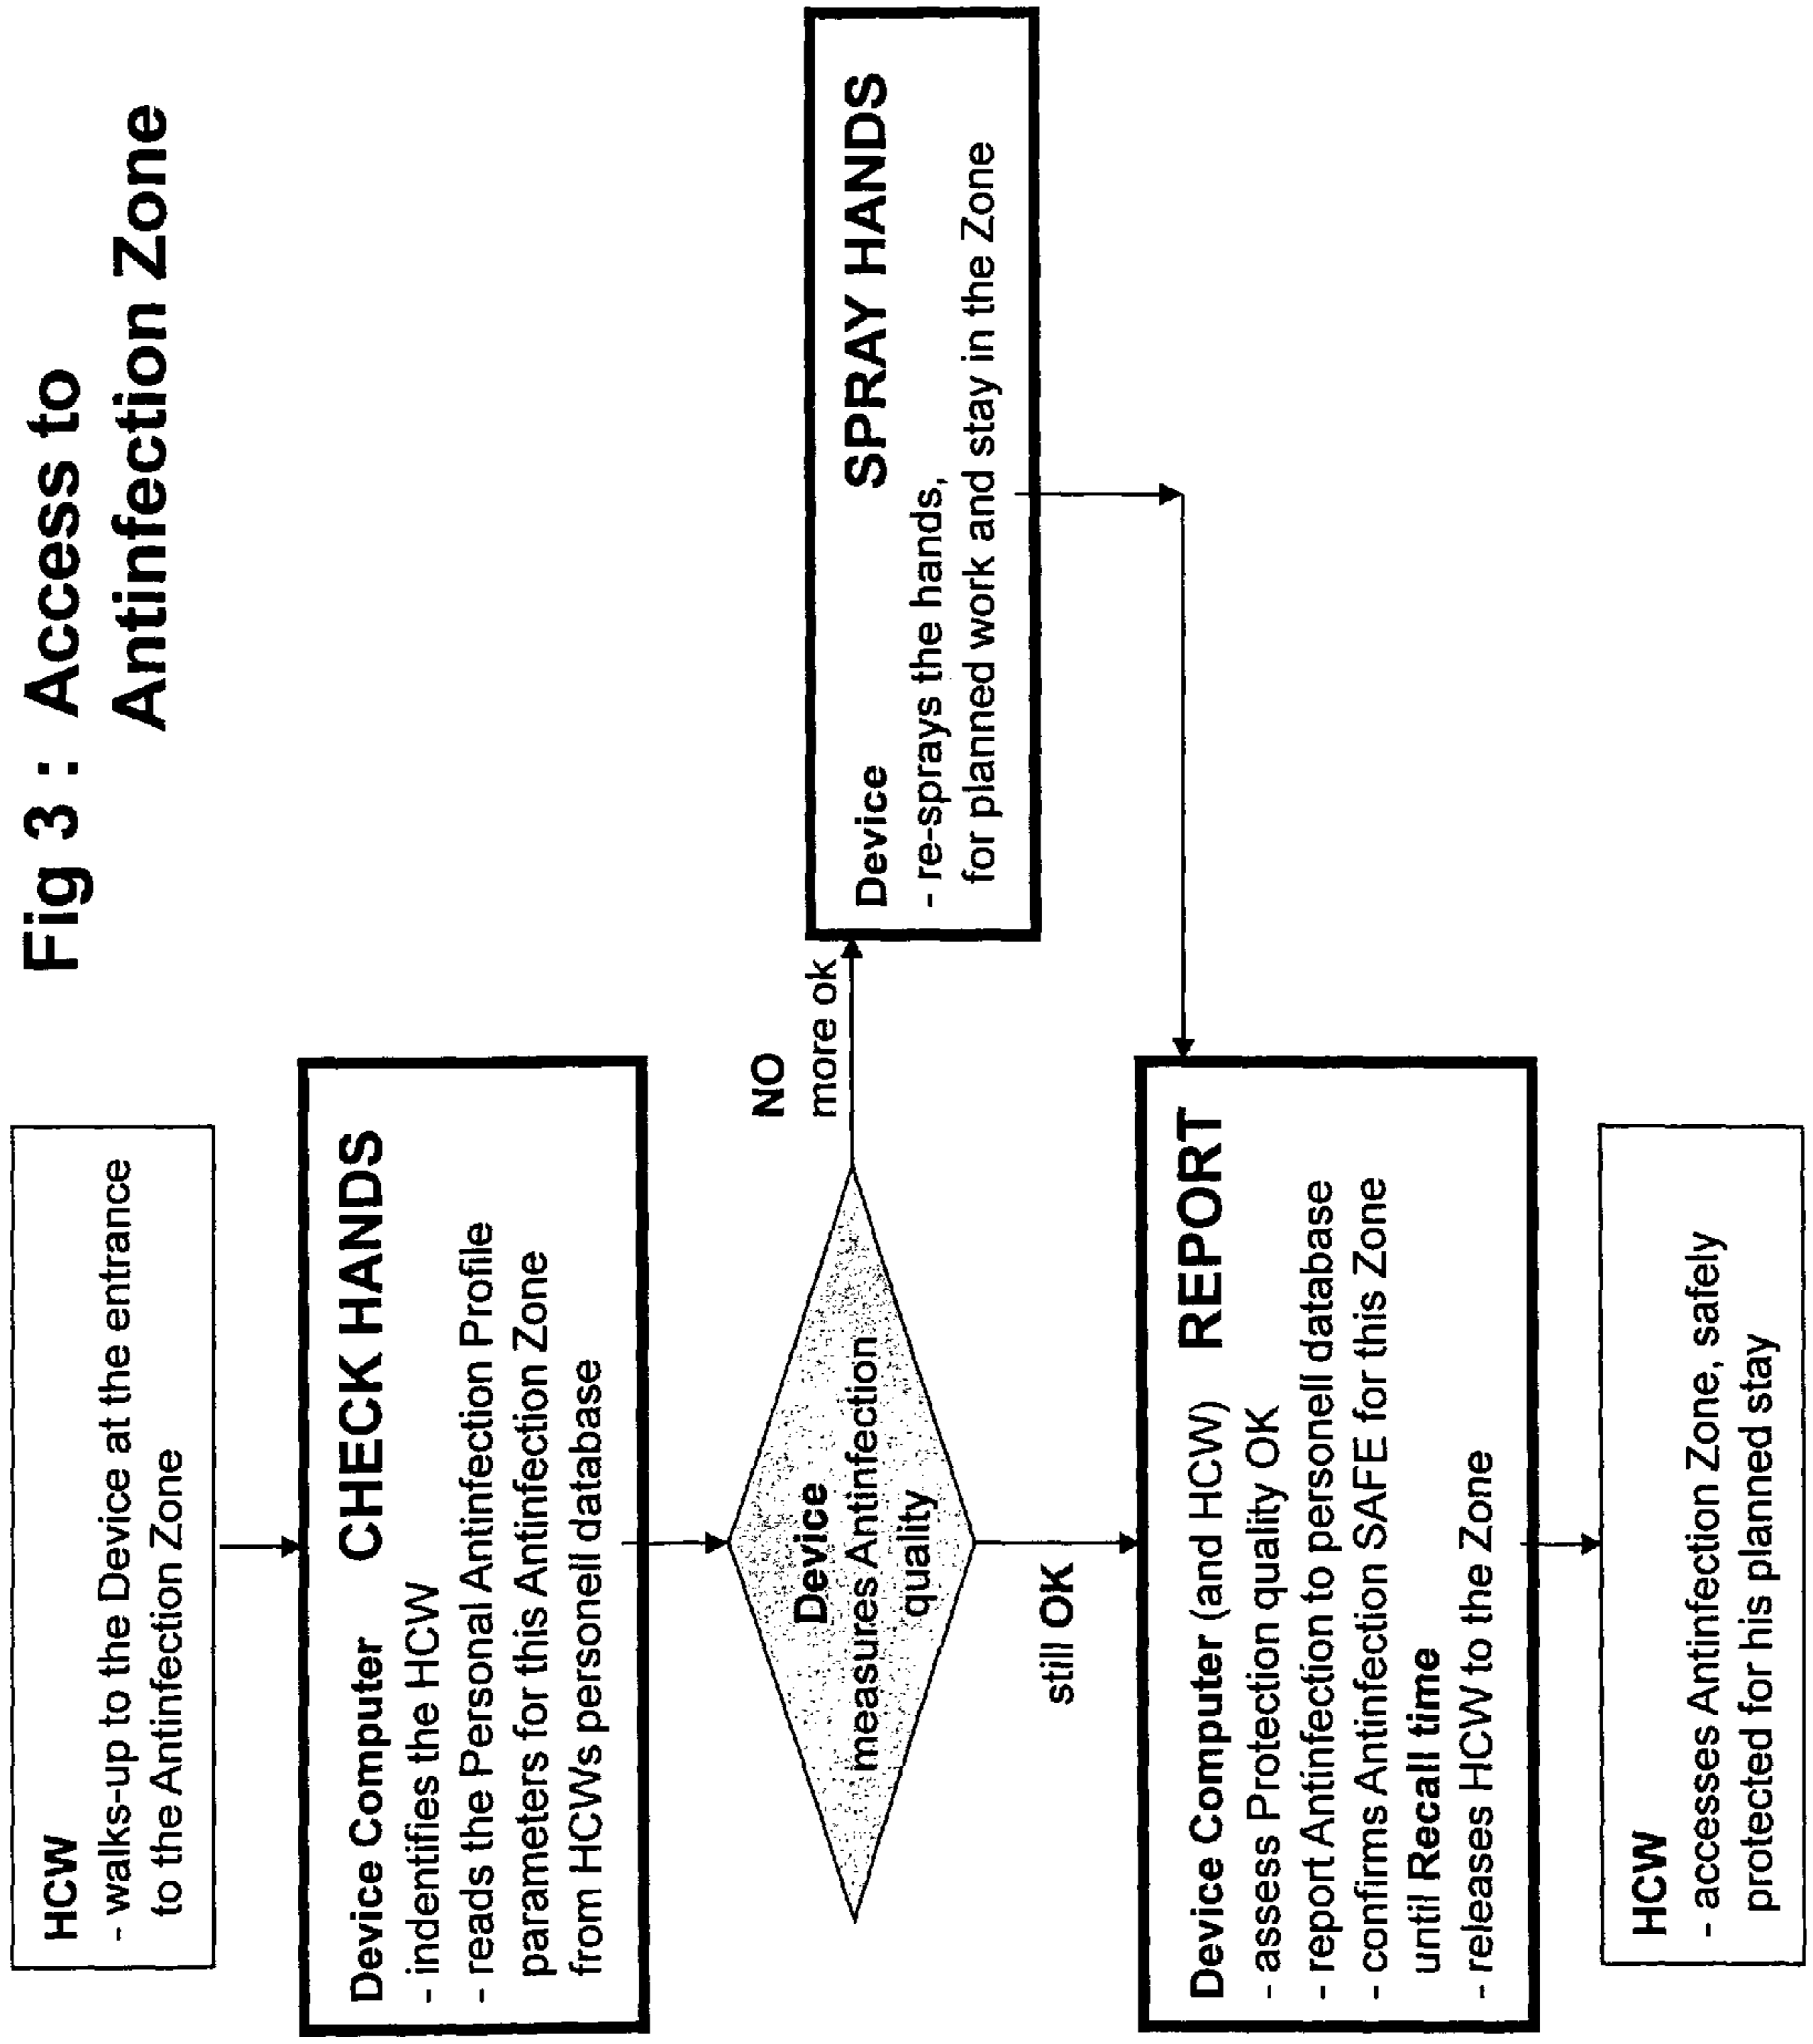 Fig 3 : Access to
Antinfection Zone
HCW
- walks-up to the Device at the entrance
to the Antinfection Zone
Device Computer CHECK HANDS
- indentifies the HCW
- reads the Personal Antinfection Profile
parameters for this Antinfection Zone
from HCWs personell database
Device
measures Antinfection
quality
NO
more ok
Device SPRAY HANDS
- re-sprays the hands,
for planned work and stay in the Zone
still OK
Device Computer (and HCW) REPORT
- assess Protection quality OK
- report Antinfection to personell database
- confirms Antinfection SAFE for this Zone
until Recall time
- releases HCW to the Zone
HCW
- accesses Antinfection Zone, safely
protected for his planned stay